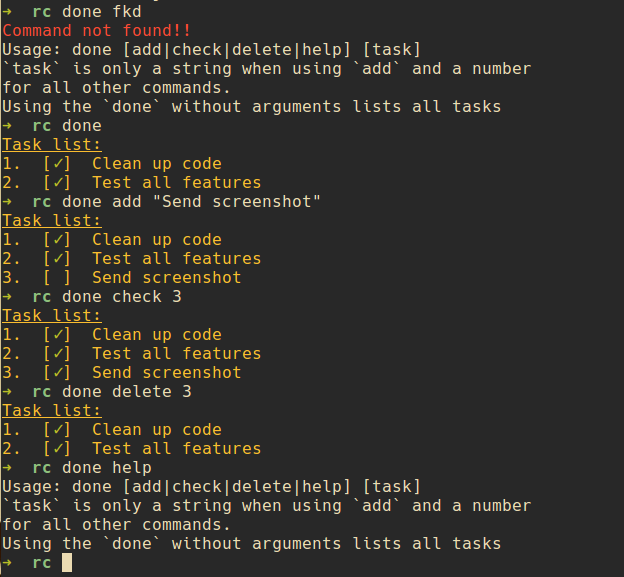 ➜  rc done fkd
Command not found!!
Usage: done [add|check|delete|help] [task]
`task` is only a string when using `add` and a number
for all other commands.
Using the `done` without arguments lists all tasks
➜  rc done
Task list:
1.  [✓]  Clean up code
2.  [✓]  Test all features
➜  rc done add "Send screenshot"
Task list:
1.  [✓]  Clean up code
2.  [✓]  Test all features
3.  [ ]  Send screenshot
➜  rc done check 3
Task list:
1.  [✓]  Clean up code
2.  [✓]  Test all features
3.  [✓]  Send screenshot
➜  rc done delete 3
Task list:
1.  [✓]  Clean up code
2.  [✓]  Test all features
➜  rc done help
Usage: done [add|check|delete|help] [task]
`task` is only a string when using `add` and a number
for all other commands.
Using the `done` without arguments lists all tasks
➜  rc